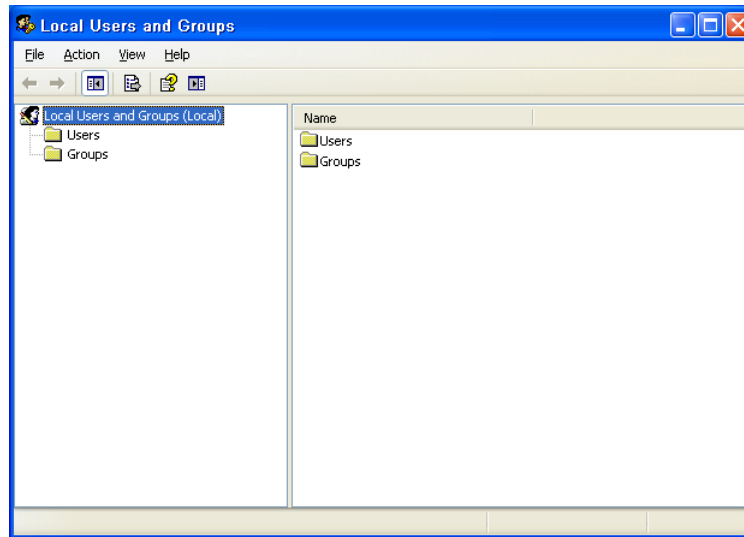 Local Users and Groups
File Action View Help
Local Users and Groups (Local)
Users
Groups
Name
Users
Groups